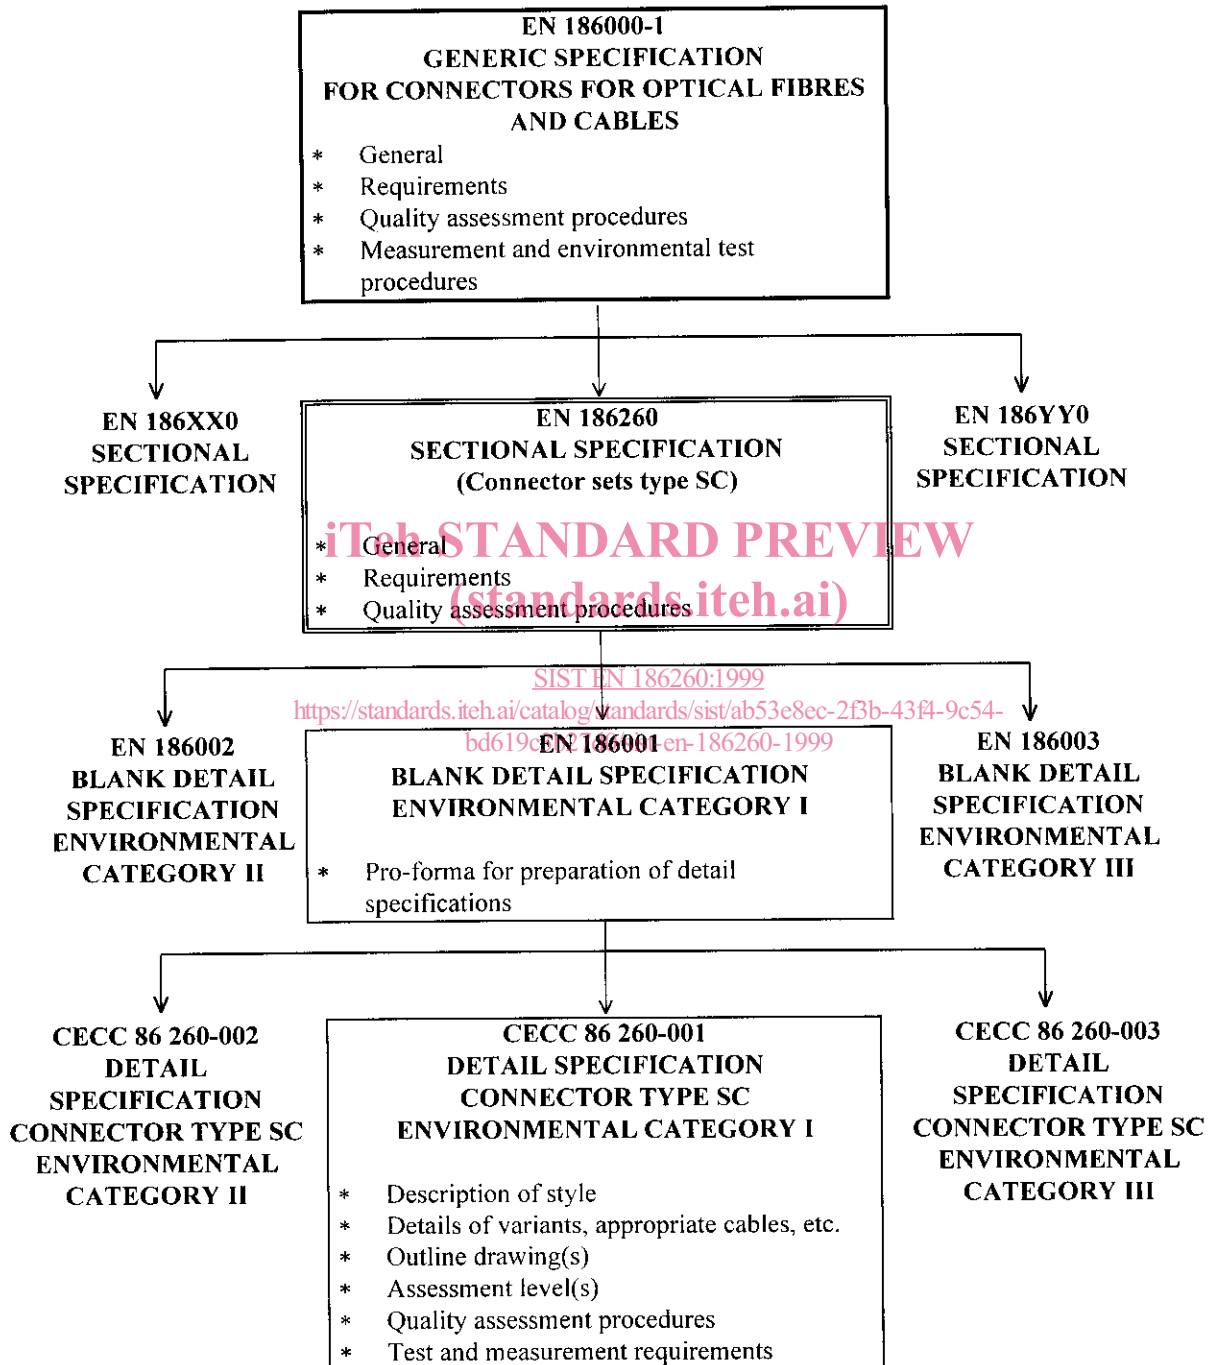 EN 186000-1
GENERIC SPECIFICATION
FOR CONNECTORS FOR OPTICAL FIBRES
AND CABLES
* General
* Requirements
* Quality assessment procedures
* Measurement and environmental test
procedures
EN 186XX0
SECTIONAL
SPECIFICATION
EN 186260
SECTIONAL SPECIFICATION
(Connector sets type SC)
* General
* Requirements
* Quality assessment procedures
EN 186YY0
SECTIONAL
SPECIFICATION
iTeh STANDARD PREVIEW
(standards.iteh.ai)
SIST EN 186260:1999
https://standards.iteh.ai/catalog/standards/sist/ab53e8ec-2f3b-43f4-9c54-
EN 186002
BLANK DETAIL
SPECIFICATION
ENVIRONMENTAL
CATEGORY II
EN 186001
BLANK DETAIL SPECIFICATION
ENVIRONMENTAL CATEGORY I
* Pro-forma for preparation of detail
specifications
EN 186003
BLANK DETAIL
SPECIFICATION
ENVIRONMENTAL
CATEGORY III
CECC 86 260-002
DETAIL
SPECIFICATION
CONNECTOR TYPE SC
ENVIRONMENTAL
CATEGORY II
CECC 86 260-001
DETAIL SPECIFICATION
CONNECTOR TYPE SC
ENVIRONMENTAL CATEGORY I
* Description of style
* Details of variants, appropriate cables, etc.
* Outline drawing(s)
* Assessment level(s)
* Quality assessment procedures
* Test and measurement requirements
CECC 86 260-003
DETAIL
SPECIFICATION
CONNECTOR TYPE SC
ENVIRONMENTAL
CATEGORY III